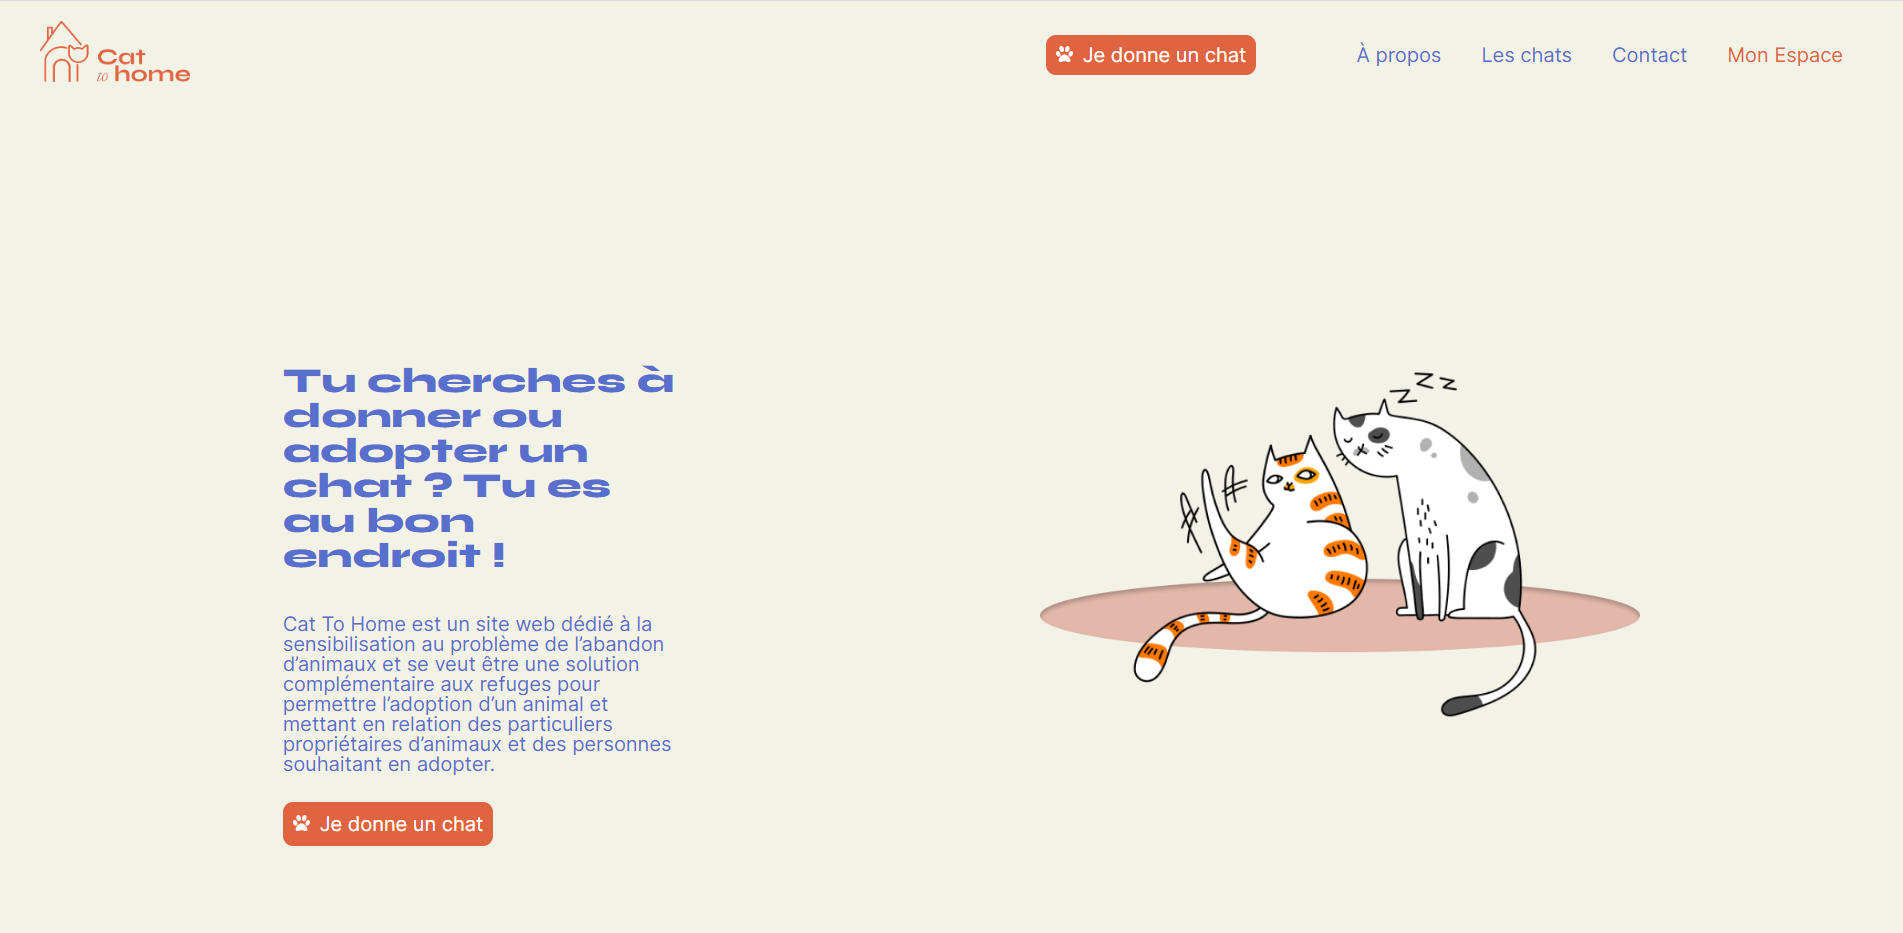 Cat
to home
Je donne un chat
À propos
Les chats
Contact
Mon Espace
Tu cherches à
donner ou
adopter un
chat ? Tu es
au bon
endroit !
z z z
Cat To Home est un site web dédié à la
sensibilisation au problème de l’abandon
d’animaux et se veut être une solution
complémentaire aux refuges pour
permettre l’adoption d’un animal et
mettant en relation des particuliers
propriétaires d’animaux et des personnes
souhaitant en adopter.
Je donne un chat